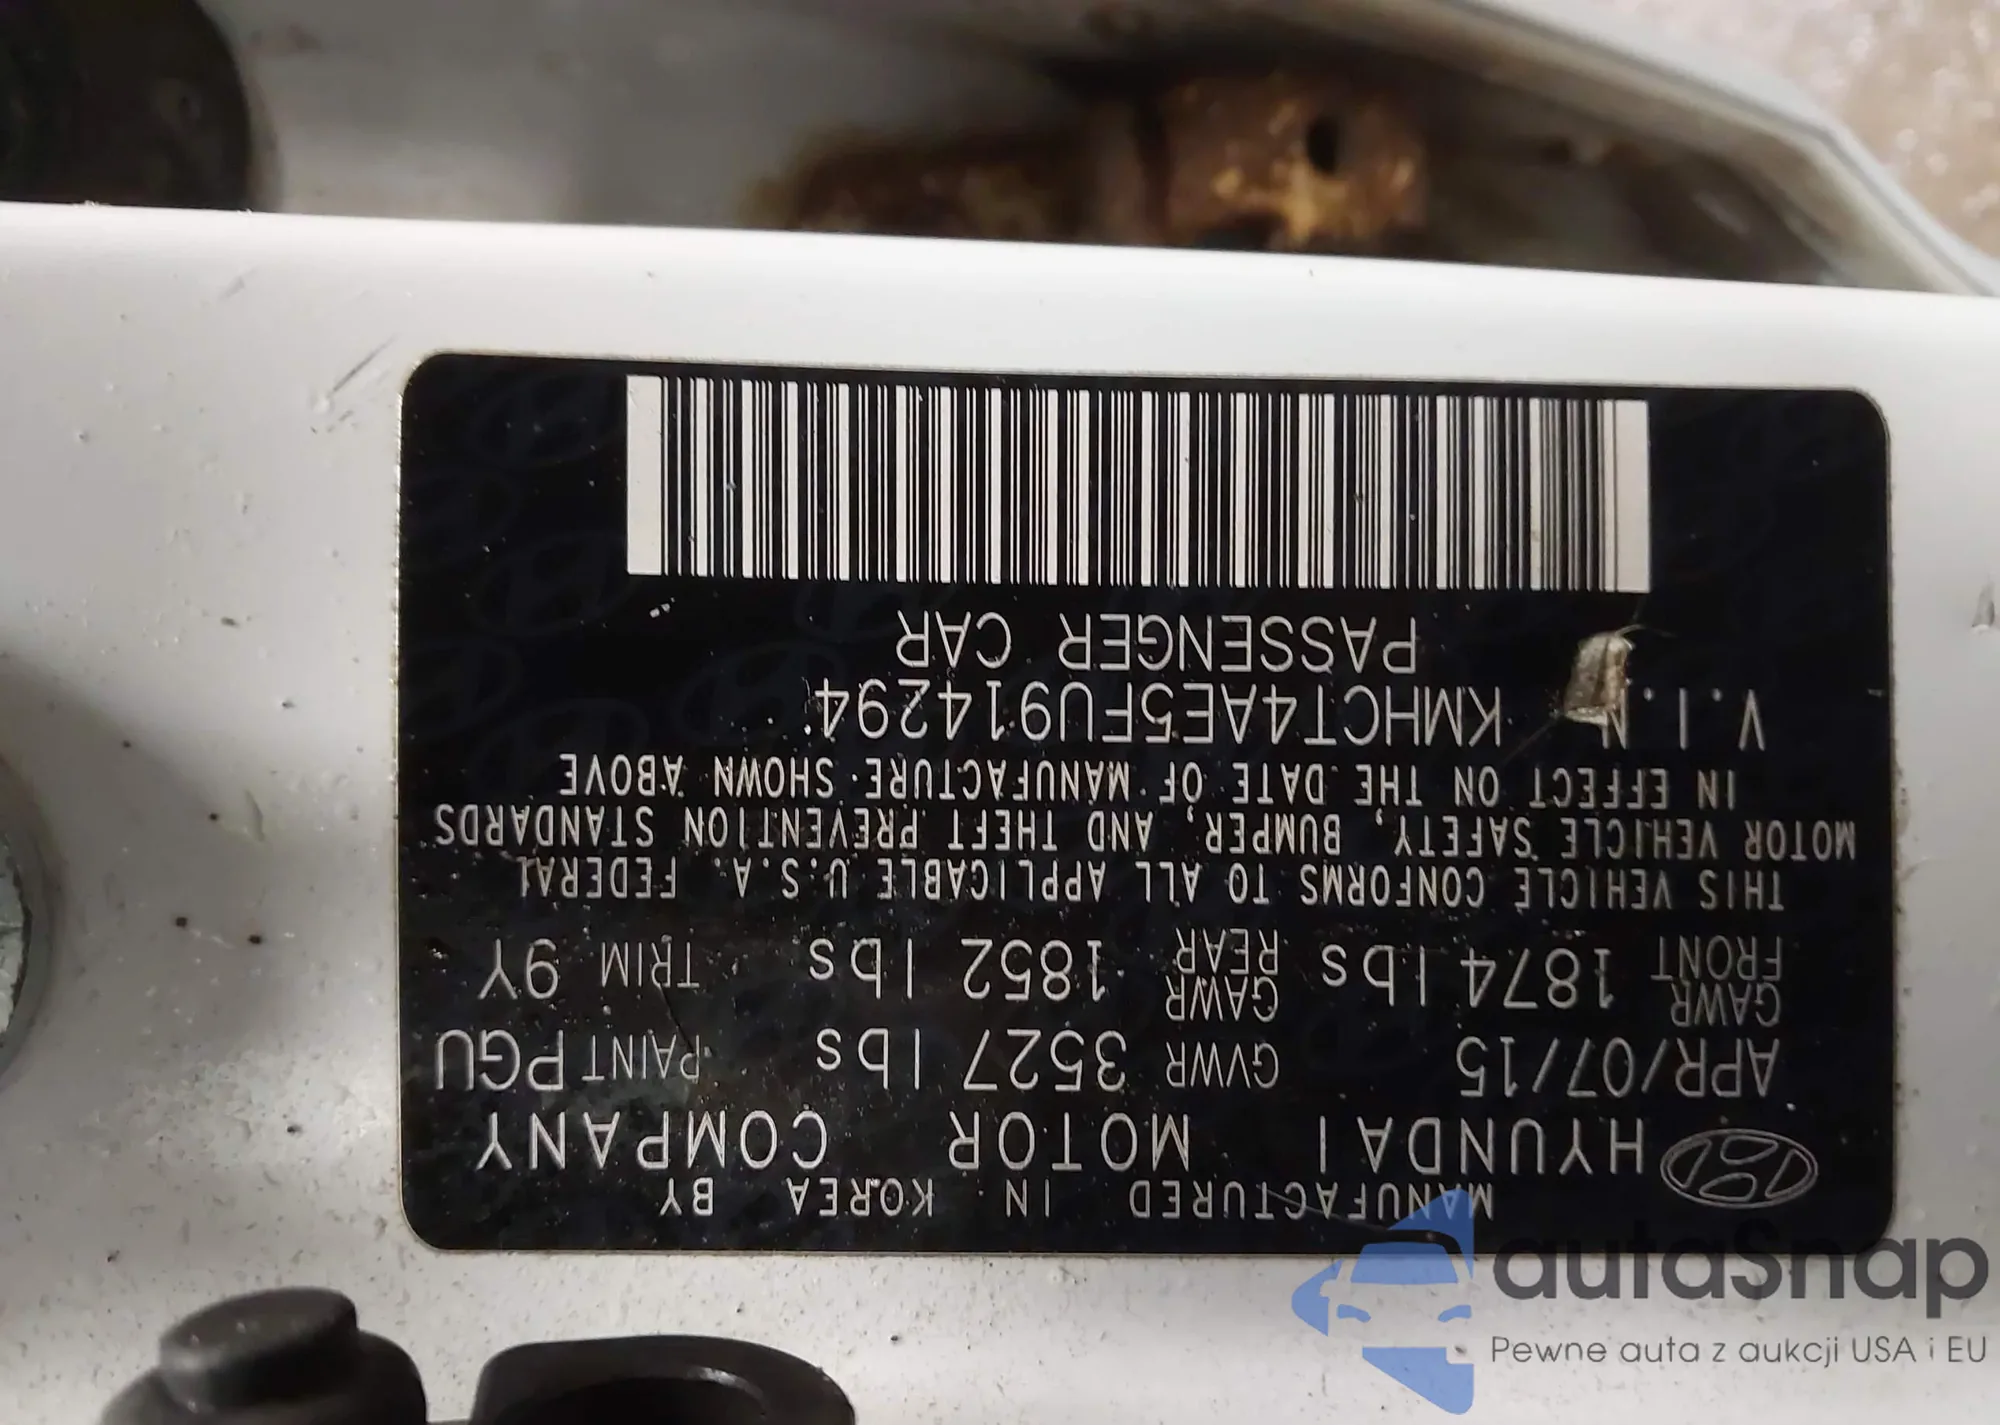 MANUFACTURED IN KOREA BY
HYUNDAI MOTOR COMPANY
APR/07/15 GVWR 3527 lbs PAINT PGU
GAWR FRONT 1874 lbs GAWR REAR 1852 lbs TRIM 9Y
THIS VEHICLE CONFORMS TO ALL APPLICABLE U.S.A. FEDERAL
MOTOR VEHICLE SAFETY, BUMPER, AND THEFT PREVENTION STANDARDS
IN EFFECT ON THE DATE OF MANUFACTURE SHOWN ABOVE
V.I.N. KMHCT4AE5FU914294
PASSENGER CAR
autaSnap
Pewne auta z aukcji USA i EU